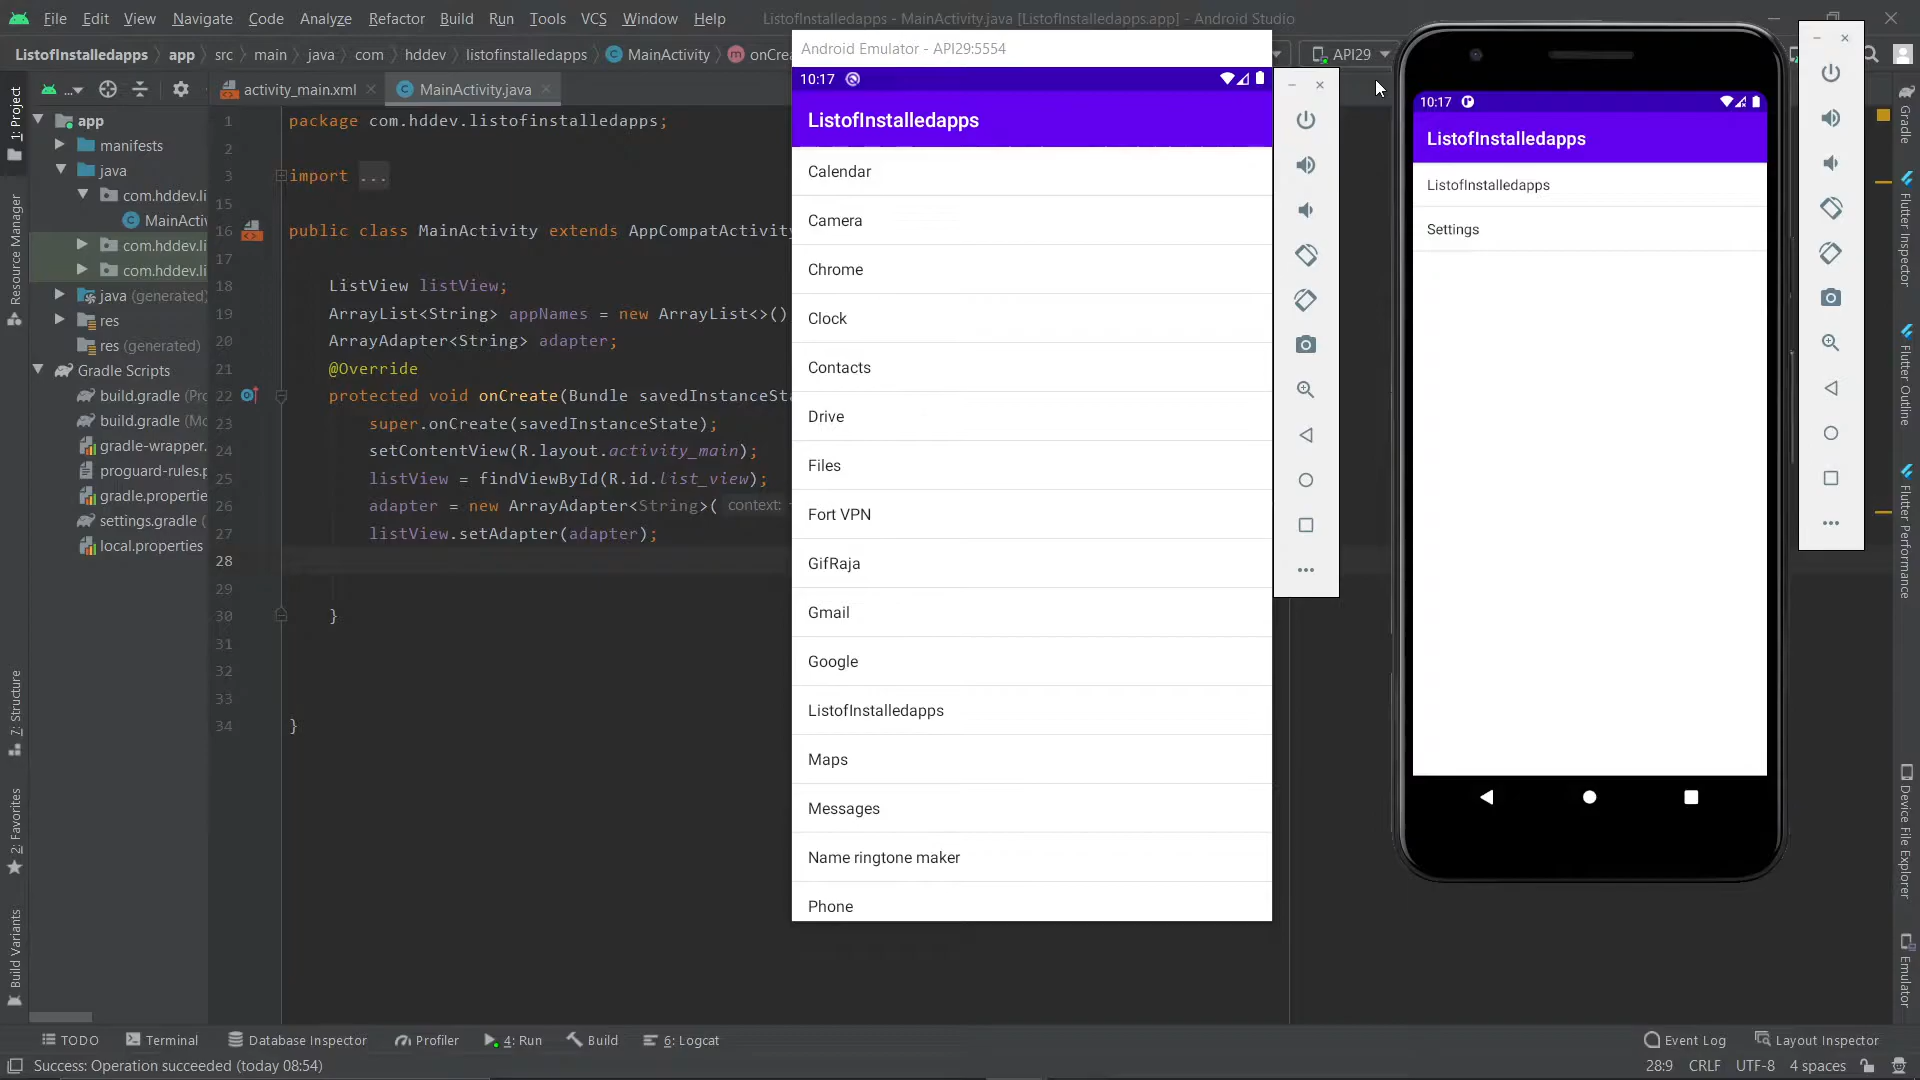 File Edit View Navigate Code Analyze Refactor Build Run Tools VCS Window Help ListofInstalledapps - MainActivity.java [ListofInstalledapps.app] - Android Studio
ListofInstalledapps app src main java com hddev listofinstalledapps MainActivity onCrea
API29
activity_main.xml
MainActivity.java
1: Project
Resource Manager
7: Structure
2: Favorites
Build Variants
app
manifests
java
com.hddev.li
MainActiv
com.hddev.li
com.hddev.li
java (generated)
res
res (generated)
Gradle Scripts
build.gradle (Pro
build.gradle (Mo
gradle-wrapper.
proguard-rules.p
gradle.properties
settings.gradle (
local.properties
1 package com.hddev.listofinstalledapps;
2
3 import ...
15
16 public class MainActivity extends AppCompatActivity
17
18 ListView listView;
19 ArrayList<String> appNames = new ArrayList<>()
20 ArrayAdapter<String> adapter;
21 @Override
22 protected void onCreate(Bundle savedInstanceSta
23 super.onCreate(savedInstanceState);
24 setContentView(R.layout.activity_main);
25 listView = findViewById(R.id.list_view);
26 adapter = new ArrayAdapter<String>( context:
27 listView.setAdapter(adapter);
28
29
30 }
31
32
33
34 }
Android Emulator - API29:5554
10:17
ListofInstalledapps
Calendar
Camera
Chrome
Clock
Contacts
Drive
Files
Fort VPN
GifRaja
Gmail
Google
ListofInstalledapps
Maps
Messages
Name ringtone maker
Phone
10:17
ListofInstalledapps
ListofInstalledapps
Settings
Gradle
Flutter Inspector
Flutter Outline
Flutter Performance
Device File Explorer
Emulator
TODO Terminal Database Inspector Profiler 4: Run Build 6: Logcat Event Log Layout Inspector
Success: Operation succeeded (today 08:54) 28:9 CRLF UTF-8 4 spaces